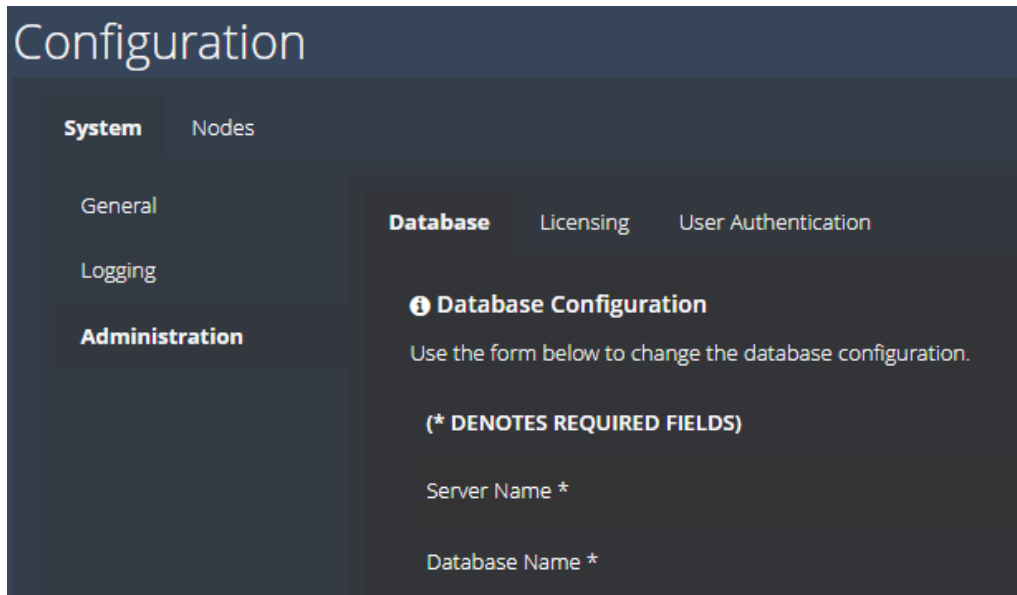 Configuration
System Nodes
General
Logging
Administration
Database Licensing User Authentication
Database Configuration
Use the form below to change the database configuration.
(* DENOTES REQUIRED FIELDS)
Server Name *
Database Name *